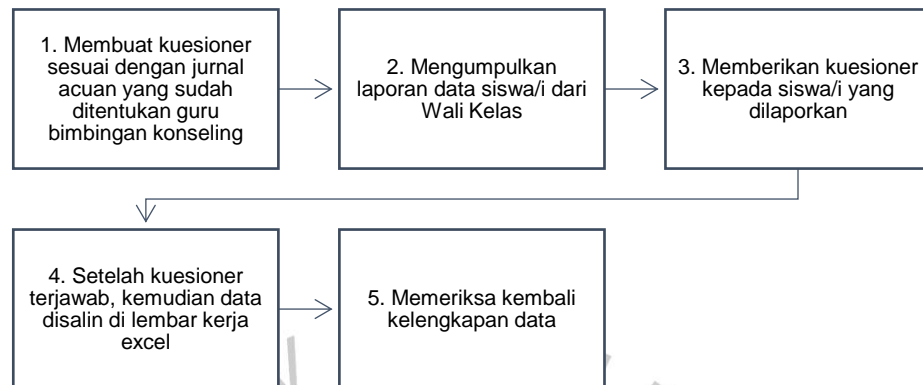 1. Membuat kuesioner
sesuai dengan jurnal
acuan yang sudah
ditentukan guru
bimbingan konseling
2. Mengumpulkan
laporan data siswa/i dari
Wali Kelas
3. Memberikan kuesioner
kepada siswa/i yang
dilaporkan
4. Setelah kuesioner
terjawab, kemudian data
disalin di lembar kerja
excel
5. Memeriksa kembali
kelengkapan data